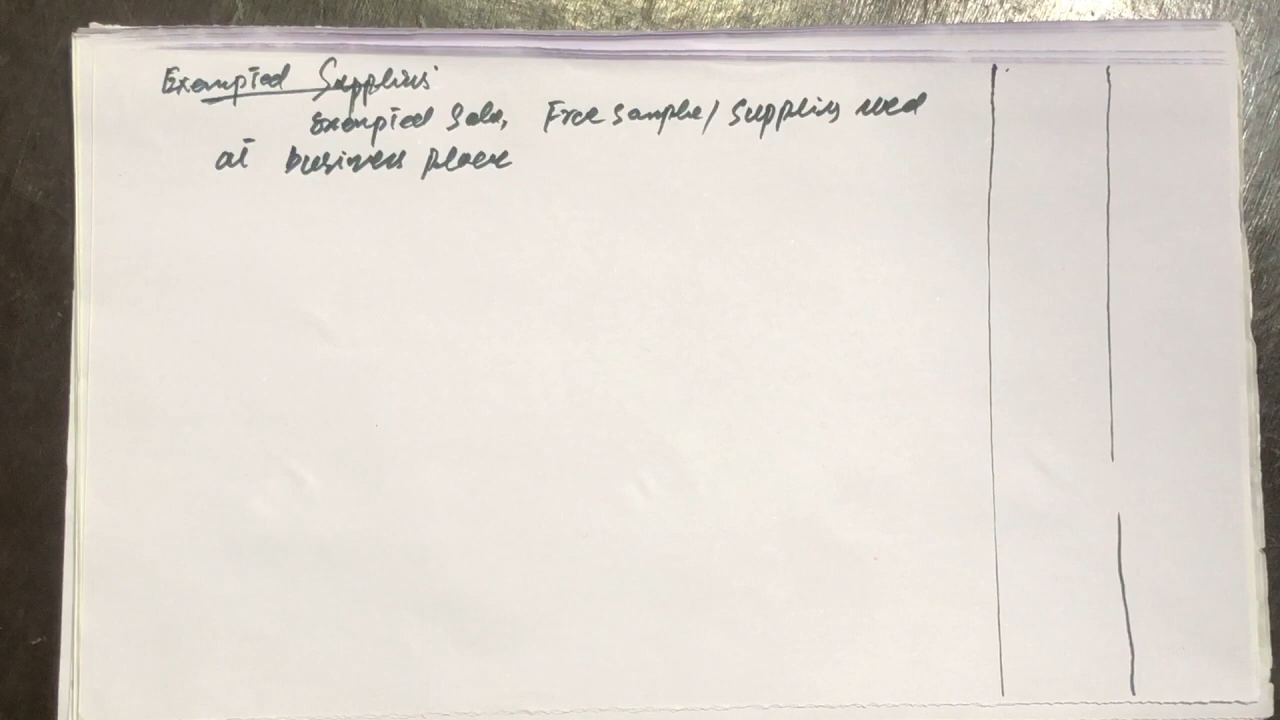 Exempted Supplies
Exempted Sale, Free sample/ Supplies used
at business place